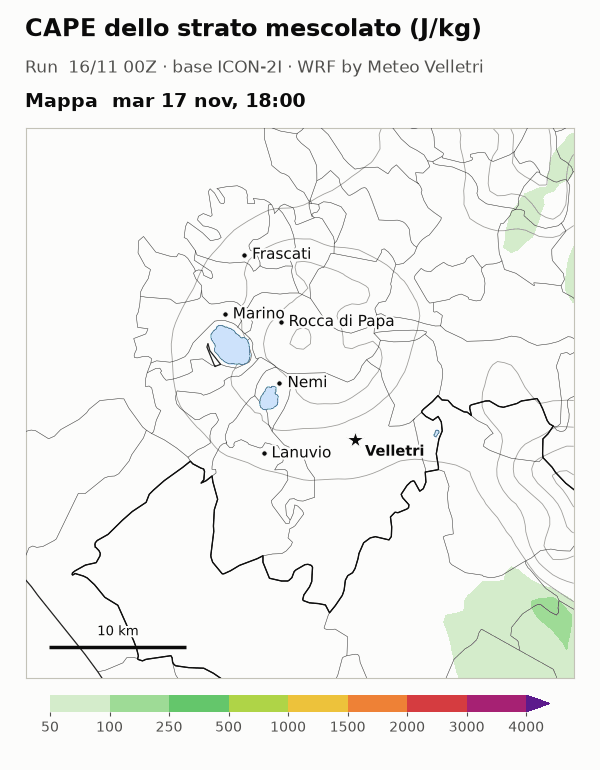 CAPE dello strato mescolato (J/kg)
Run  16/11 00Z · base ICON-2I · WRF by Meteo Velletri
Mappa  mar 17 nov, 18:00
Frascati
Marino
Rocca di Papa
Nemi
Velletri
Lanuvio
10 km
50 100 250 500 1000 1500 2000 3000 4000